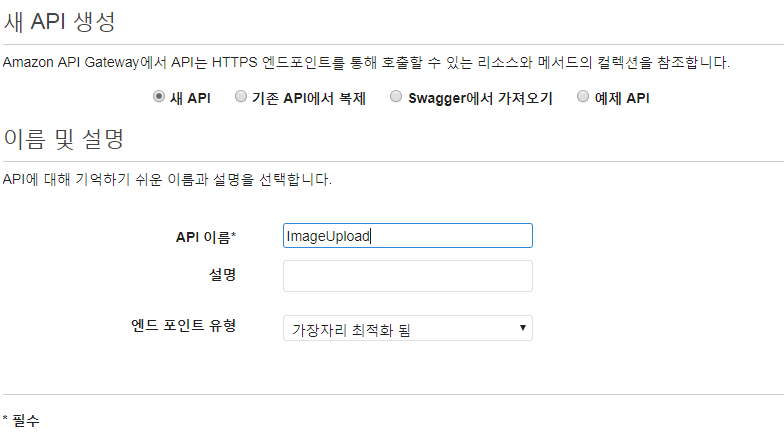 새 API 생성
Amazon API Gateway에서 API는 HTTPS 엔드포인트를 통해 호출할 수 있는 리소스와 메서드의 컬렉션을 참조합니다.
새 API 기존 API에서 복제 Swagger에서 가져오기 예제 API
이름 및 설명
API에 대해 기억하기 쉬운 이름과 설명을 선택합니다.
API 이름* ImageUpload
설명
엔드 포인트 유형 가장자리 최적화 됨
* 필수